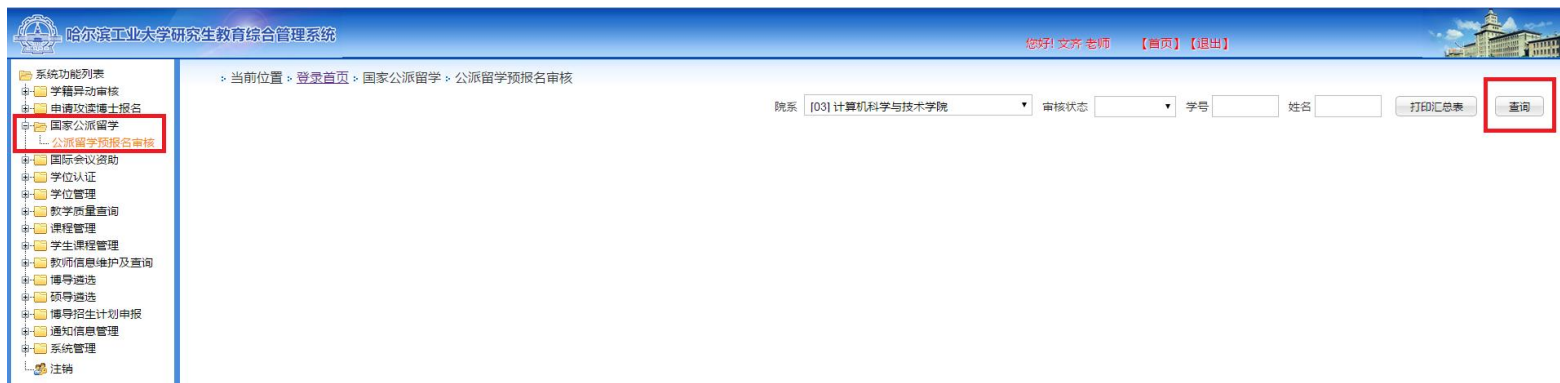 哈尔滨工业大学研究生教育综合管理系统
您好! 文齐 老师 【首页】【退出】
系统功能列表
学籍异动审核
申请攻读博士报名
国家公派留学
公派留学预报名审核
国际会议资助
学位认证
学位管理
教学质量查询
课程管理
学生课程管理
教师信息维护及查询
博导遴选
硕导遴选
博导招生计划申报
通知信息管理
系统管理
注销
当前位置 登录首页 国家公派留学 公派留学预报名审核
院系 [03] 计算机科学与技术学院 审核状态 学号 姓名 打印汇总表 查询